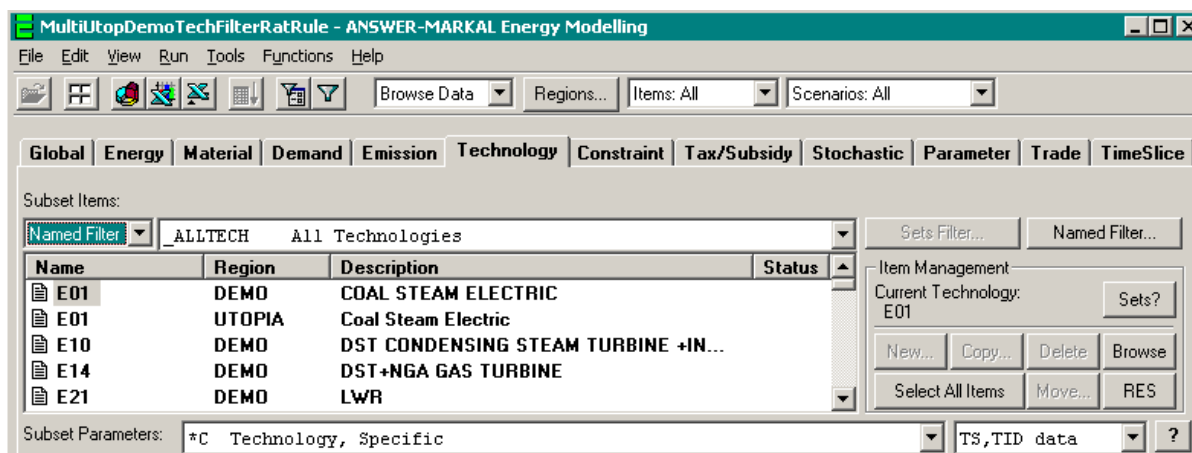 MultiUtopDemoTechFilterRatRule - ANSWER-MARKAL Energy Modelling
File Edit View Run Tools Functions Help
Browse Data Regions... Items: All Scenarios: All
Global Energy Material Demand Emission Technology Constraint Tax/Subsidy Stochastic Parameter Trade TimeSlice
Subset Items:
Named Filter _ALLTECH All Technologies Sets Filter... Named Filter...
Name Region Description Status Item Management
E01 DEMO COAL STEAM ELECTRIC Current Technology: Sets?
E01 UTOPIA Coal Steam Electric E01
E10 DEMO DST CONDENSING STEAM TURBINE +IN... New... Copy... Delete Browse
E14 DEMO DST+NGA GAS TURBINE
E21 DEMO LWR Select All Items Move... RES
Subset Parameters: *C Technology, Specific TS,TID data ?